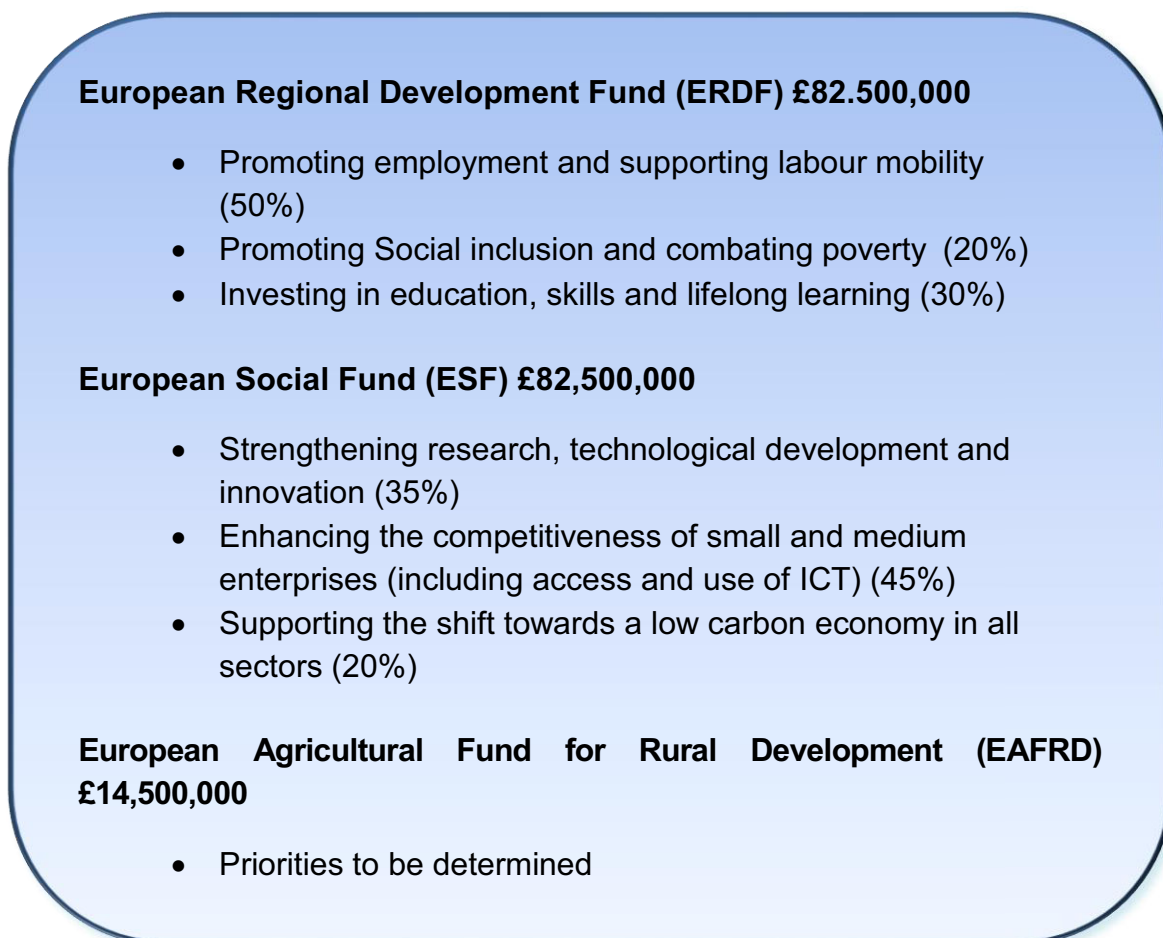 European Regional Development Fund (ERDF) £82.500,000
• Promoting employment and supporting labour mobility
(50%)
• Promoting Social inclusion and combating poverty (20%)
• Investing in education, skills and lifelong learning (30%)
European Social Fund (ESF) £82,500,000
• Strengthening research, technological development and
innovation (35%)
• Enhancing the competitiveness of small and medium
enterprises (including access and use of ICT) (45%)
• Supporting the shift towards a low carbon economy in all
sectors (20%)
European Agricultural Fund for Rural Development (EAFRD)
£14,500,000
• Priorities to be determined